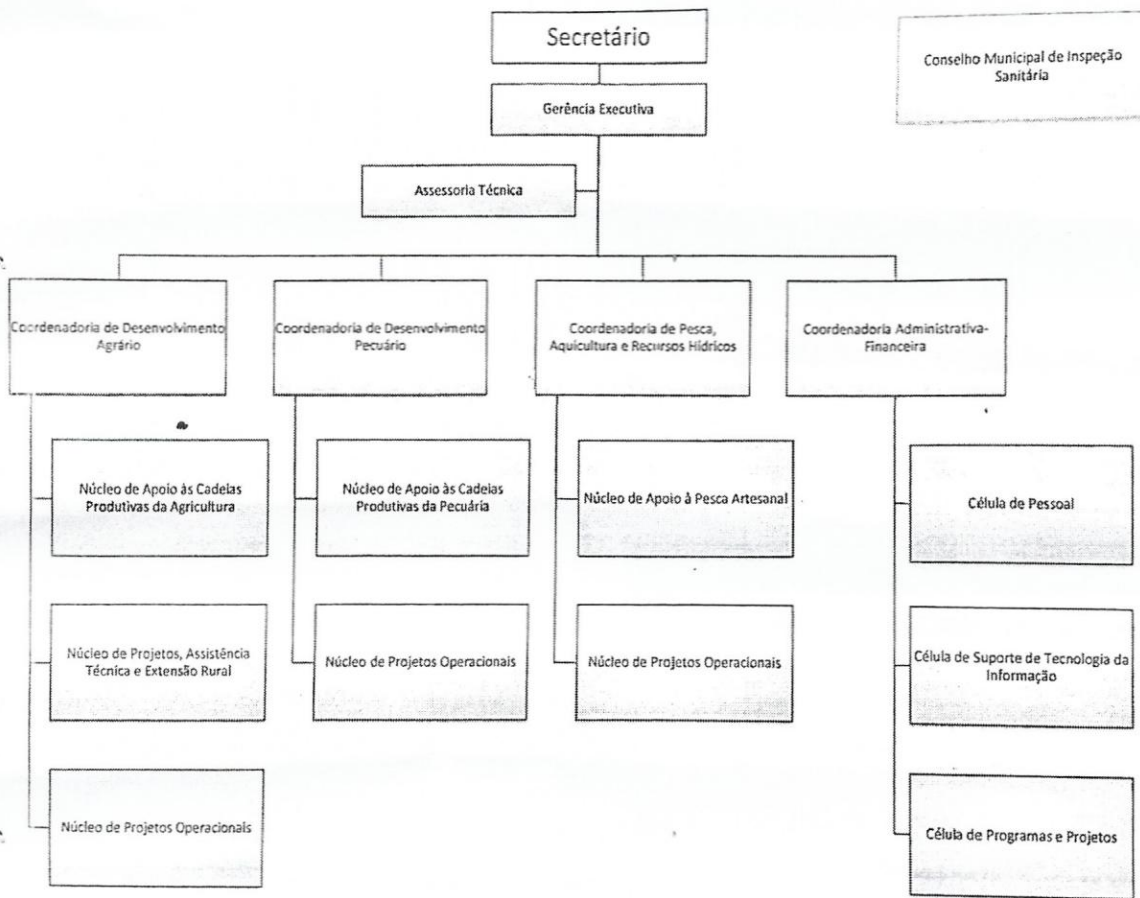 Secretário
Conselho Municipal de Inspeção
Sanitária
Gerência Executiva
Assessoria Técnica
Coordenadoria de Desenvolvimento
Agrário
Coordenadoria de Desenvolvimento
Pecuário
Coordenadoria de Pesca,
Aquicultura e Recursos Hídricos
Coordenadoria Administrativa-
Financeira
Núcleo de Apoio às Cadeias
Produtivas da Agricultura
Núcleo de Apoio às Cadeias
Produtivas da Pecuária
Núcleo de Apoio à Pesca Artesanal
Célula de Pessoal
Núcleo de Projetos, Assistência
Técnica e Extensão Rural
Núcleo de Projetos Operacionais
Núcleo de Projetos Operacionais
Célula de Suporte de Tecnologia da
Informação
Núcleo de Projetos Operacionais
Célula de Programas e Projetos